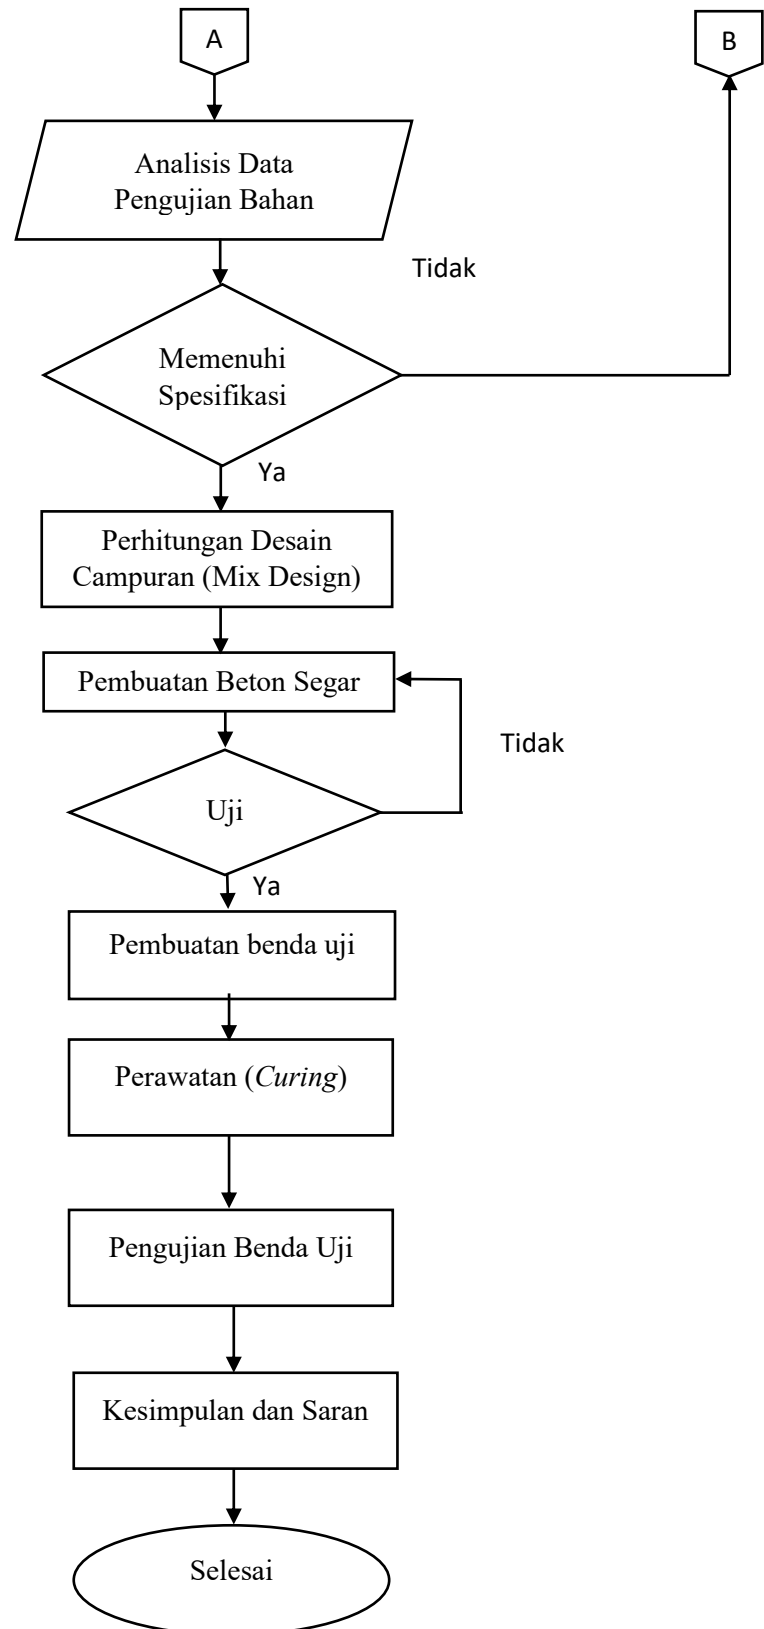 A
B
Analisis Data
Pengujian Bahan
Tidak
Memenuhi
Spesifikasi
Ya
Perhitungan Desain
Campuran (Mix Design)
Pembuatan Beton Segar
Tidak
Uji
Ya
Pembuatan benda uji
Perawatan (Curing)
Pengujian Benda Uji
Kesimpulan dan Saran
Selesai